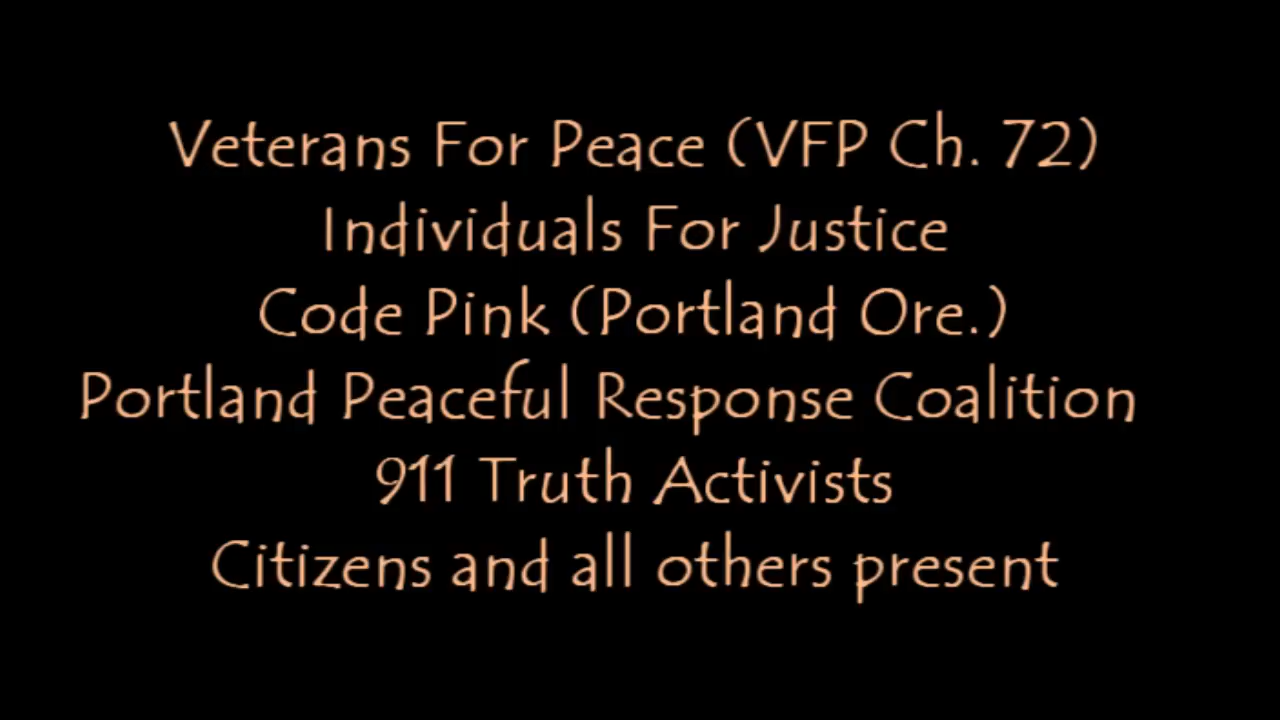 Veterans For Peace (VFP Ch. 72)
Individuals For Justice
Code Pink (Portland Ore.)
Portland Peaceful Response Coalition
911 Truth Activists
Citizens and all others present